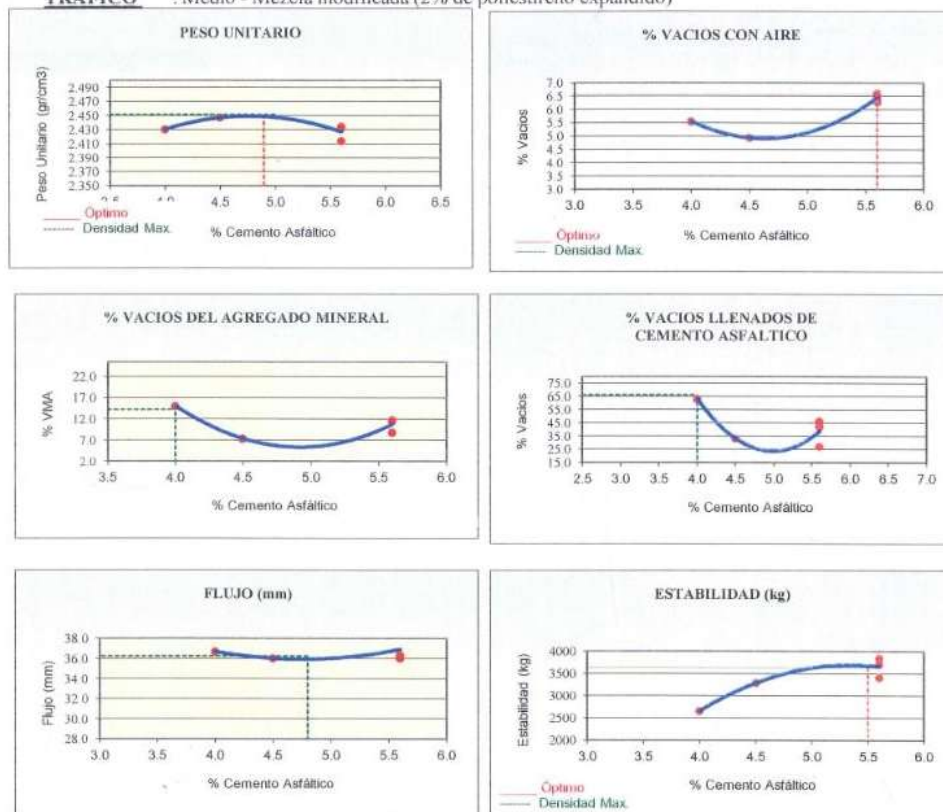 TRAFICO : Medio - Mezcla modificada (2% de poliestireno expandido)
PESO UNITARIO
Peso Unitario (gr/cm3)
2.490
2.470
2.450
2.430
2.410
2.390
2.370
2.350
2.5 4.0 4.5 5.0 5.5 6.0 6.5
Óptimo
Densidad Max.
% Cemento Asfáltico
% VACIOS CON AIRE
% Vacios
7.0
6.5
6.0
5.5
5.0
4.5
4.0
3.5
3.0
3.0 3.5 4.0 4.5 5.0 5.5 6.0
Óptimo
Densidad Max.
% Cemento Asfáltico
% VACIOS DEL AGREGADO MINERAL
% VMA
22.0
17.0
12.0
7.0
2.0
3.5 4.0 4.5 5.0 5.5 6.0
% Cemento Asfáltico
% VACIOS LLENADOS DE
CEMENTO ASFALTICO
% Vacios
75.0
65.0
55.0
45.0
35.0
25.0
15.0
2.5 3.0 3.5 4.0 4.5 5.0 5.5 6.0 6.5 7.0
% Cemento Asfáltico
FLUJO (mm)
Flujo (mm)
38.0
36.0
34.0
32.0
30.0
28.0
3.0 3.5 4.0 4.5 5.0 5.5 6.0
% Cemento Asfáltico
ESTABILIDAD (kg)
Estabilidad (kg)
4000
3500
3000
2500
2000
3.0 3.5 4.0 4.5 5.0 5.5 6.0
Óptimo
Densidad Max.
% Cemento Asfáltico